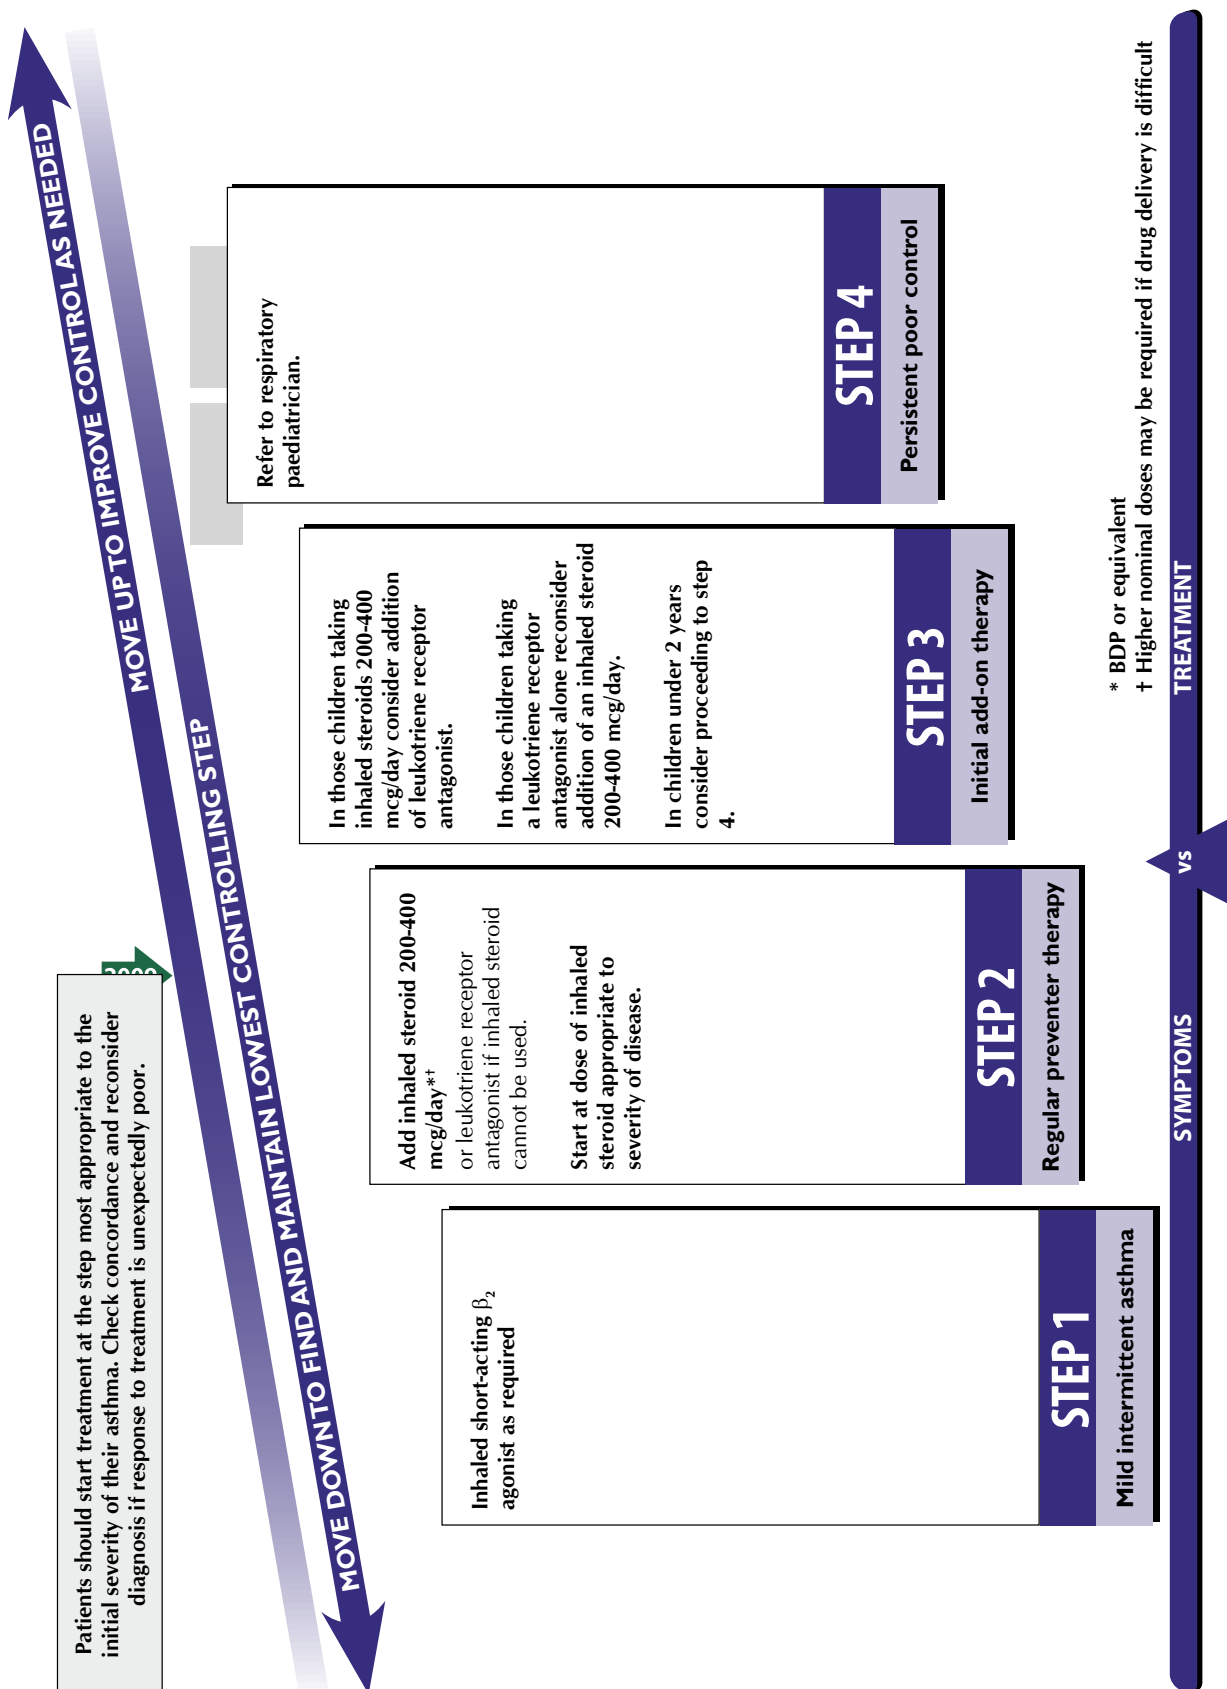 Patients should start treatment at the step most appropriate to the
initial severity of their asthma. Check concordance and reconsider
diagnosis if response to treatment is unexpectedly poor.
MOVE UP TO IMPROVE CONTROL AS NEEDED
MOVE DOWN TO FIND AND MAINTAIN LOWEST CONTROLLING STEP
Inhaled short-acting β₂
agonist as required
STEP 1
Mild intermittent asthma
Add inhaled steroid 200-400
mcg/day*†
or leukotriene receptor
antagonist if inhaled steroid
cannot be used.
Start at dose of inhaled
steroid appropriate to
severity of disease.
STEP 2
Regular preventer therapy
In those children taking
inhaled steroids 200-400
mcg/day consider addition
of leukotriene receptor
antagonist.
In those children taking
a leukotriene receptor
antagonist alone reconsider
addition of an inhaled steroid
200-400 mcg/day.
In children under 2 years
consider proceeding to step
4.
STEP 3
Initial add-on therapy
Refer to respiratory
paediatrician.
STEP 4
Persistent poor control
* BDP or equivalent
† Higher nominal doses may be required if drug delivery is difficult
SYMPTOMS
vs
TREATMENT